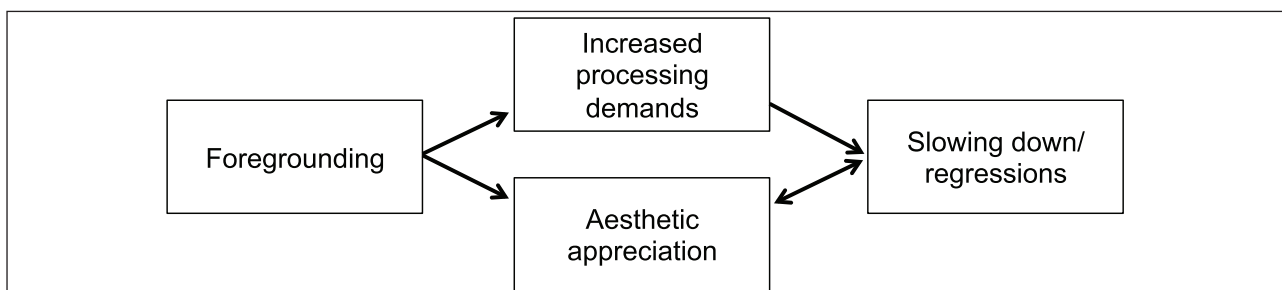 Foregrounding
Increased
processing
demands
Aesthetic
appreciation
Slowing down/
regressions